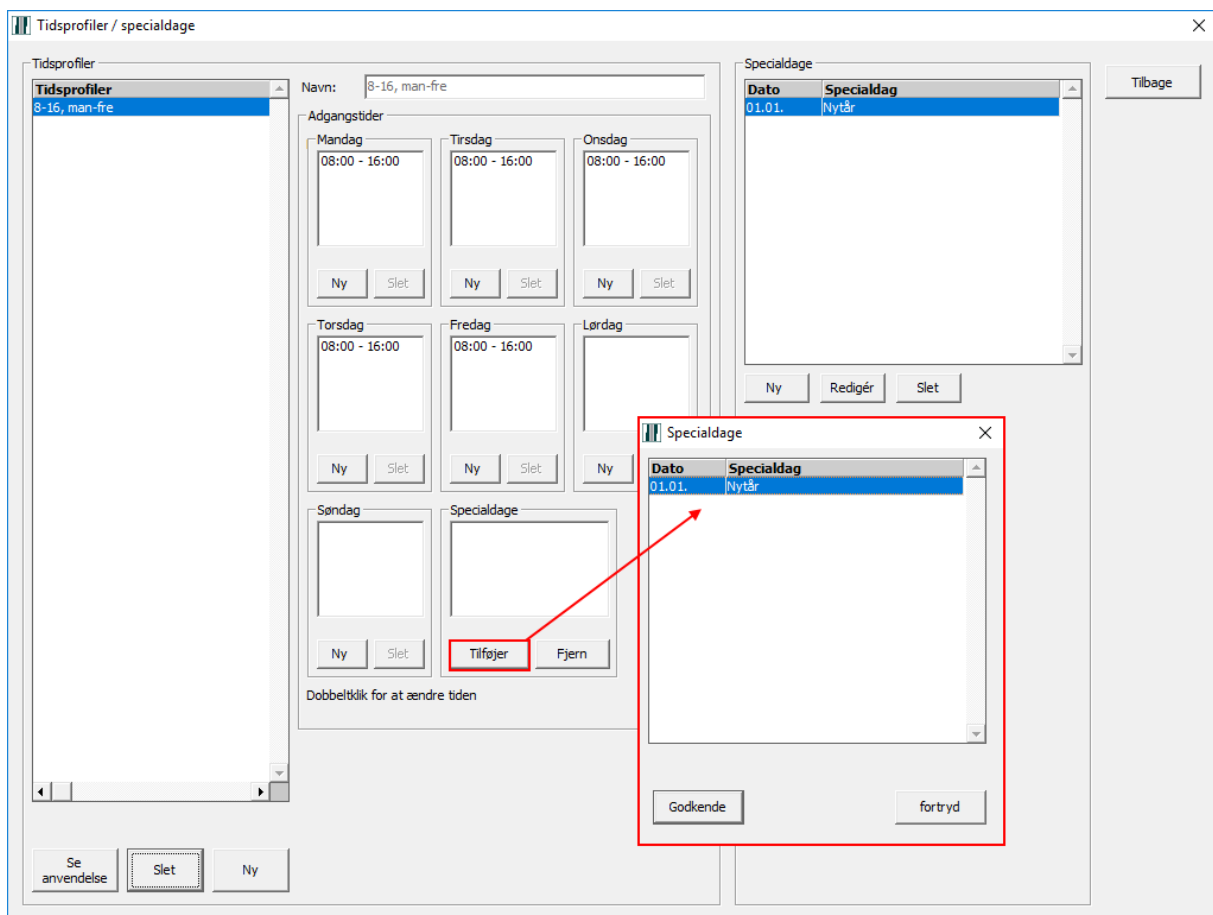 Tidsprofiler / specialdage
Tidsprofiler
Tidsprofiler
8-16, man-fre
Navn: 8-16, man-fre
Adgangstider
Mandag
08:00 - 16:00
Ny Slet
Tirsdag
08:00 - 16:00
Ny Slet
Onsdag
08:00 - 16:00
Ny Slet
Torsdag
08:00 - 16:00
Ny Slet
Fredag
08:00 - 16:00
Ny Slet
Lørdag
Ny
Søndag
Ny Slet
Specialdage
Tilføjer Fjern
Dobbeltklik for at ændre tiden
Se anvendelse Slet Ny
Specialdage
Dato Specialdag
01.01. Nytår
Ny Redigér Slet
Tilbage
Specialdage
Dato Specialdag
01.01. Nytår
Godkende fortryd